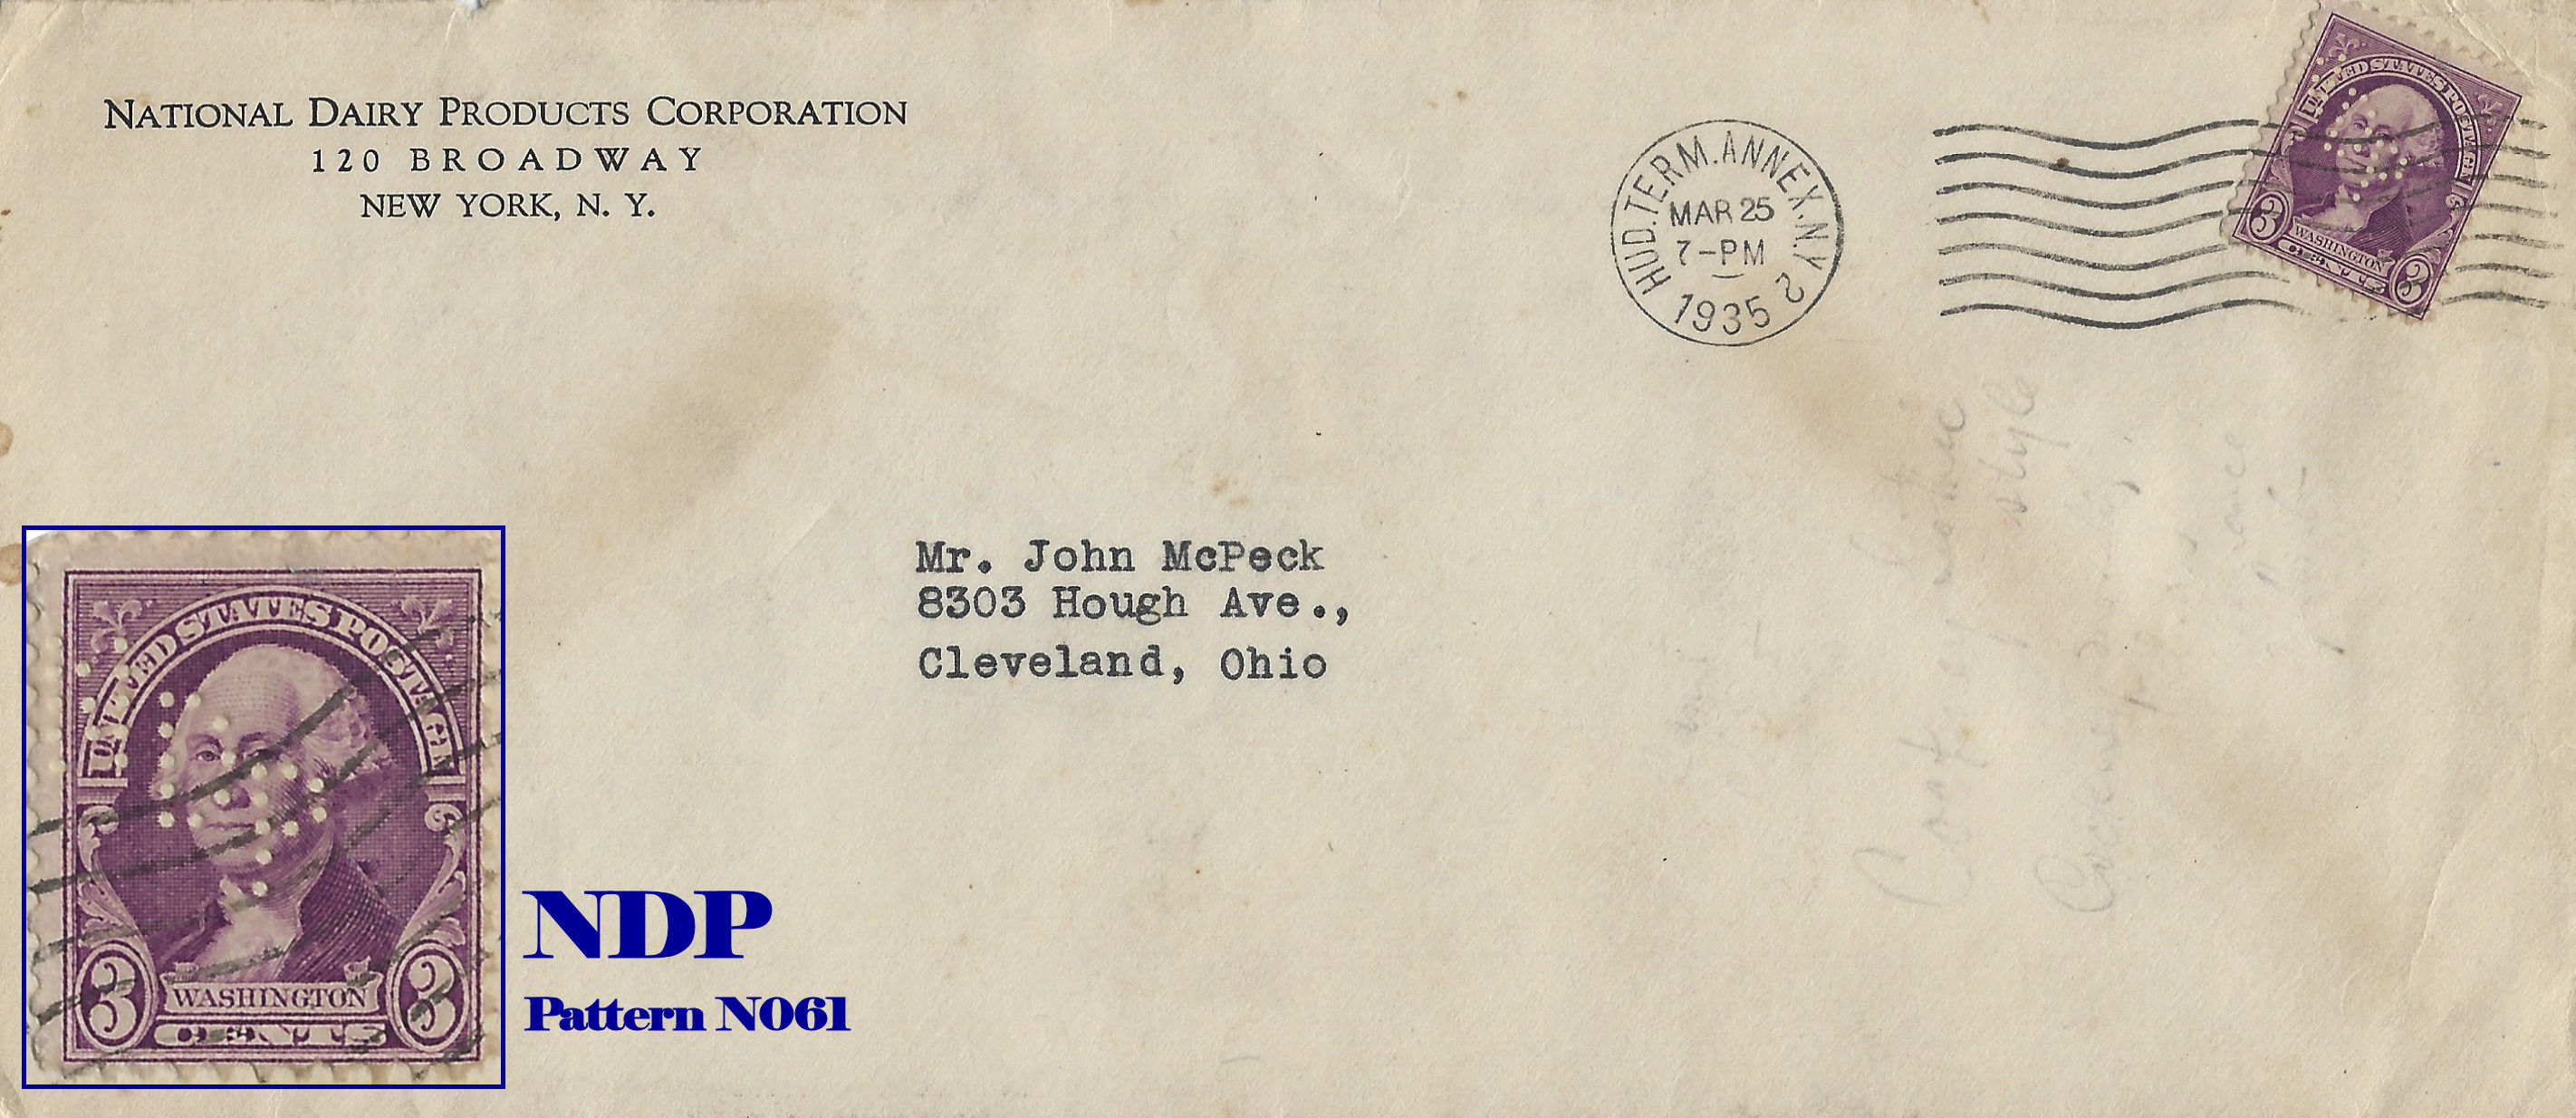 NATIONAL DAIRY PRODUCTS CORPORATION
120 BROADWAY
NEW YORK, N. Y.
HUD. TERM. ANNEX. N.Y. 2
MAR 25
7-PM
1935
UNITED STATES POSTAGE
3 WASHINGTON 3
CENTS
Mr. John McPeck
8303 Hough Ave.,
Cleveland, Ohio
style
UNITED STATES POSTAGE
3 WASHINGTON 3
CENTS
NDP
Pattern N061